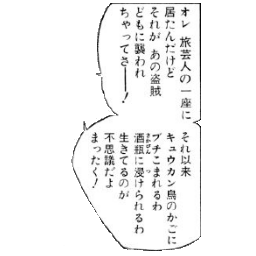 オレ 旅芸人の一座に
居たんだけど
それが あの盗賊
どもに襲われ
ちゃってさ──！
それ以来
キュウカン鳥のかごに
ブチこまれるわ
酒瓶に浸けられるわ
生きてるのが
不思議だよ
まったく！